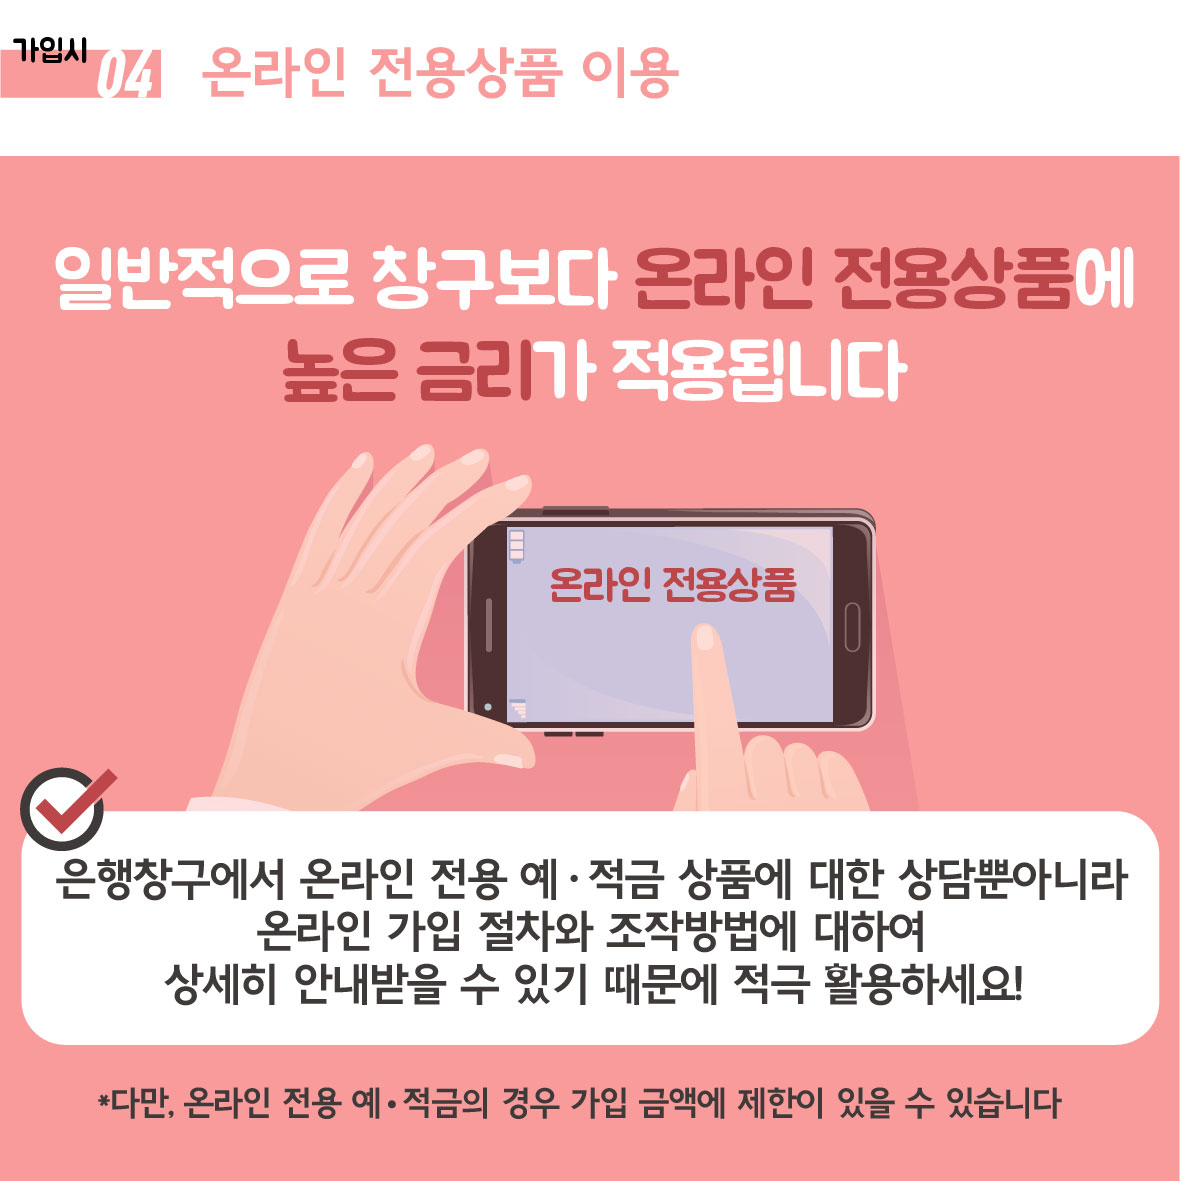 가입시
04 온라인 전용상품 이용
일반적으로 창구보다 온라인 전용상품에
높은 금리가 적용됩니다
온라인 전용상품
은행창구에서 온라인 전용 예·적금 상품에 대한 상담뿐아니라
온라인 가입 절차와 조작방법에 대하여
상세히 안내받을 수 있기 때문에 적극 활용하세요!
*다만, 온라인 전용 예·적금의 경우 가입 금액에 제한이 있을 수 있습니다